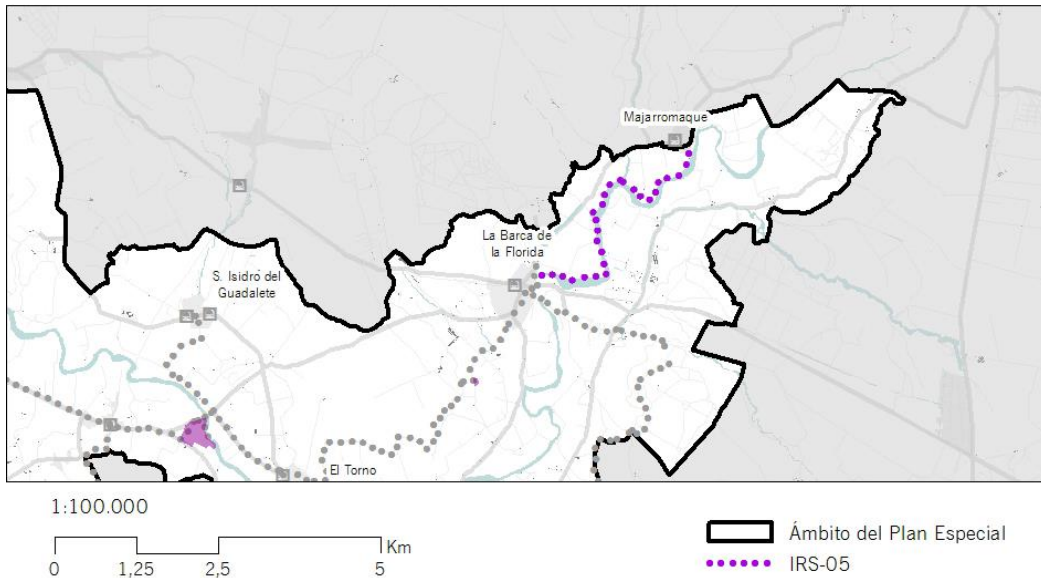 Majarromaque
La Barca de
la Florida
S. Isidro del
Guadalete
El Torno
1:100.000
Km
0 1,25 2,5 5
Ámbito del Plan Especial
IRS-05